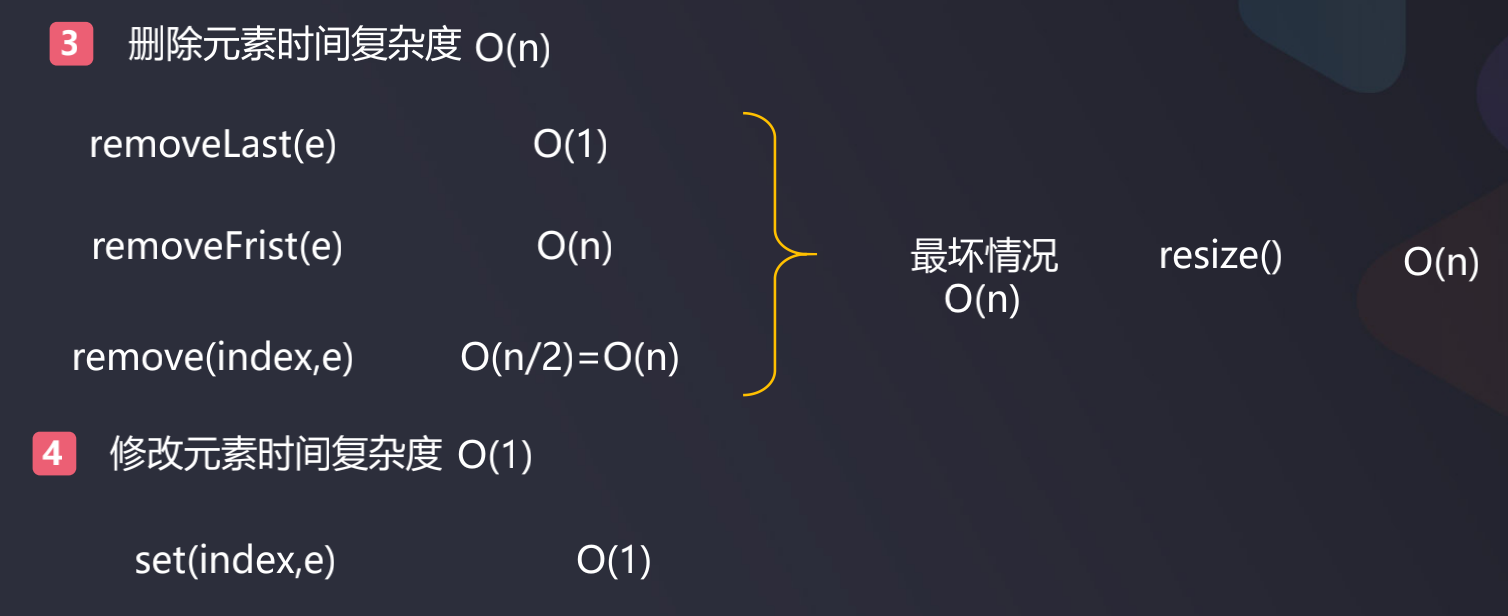 3 删除元素时间复杂度 O(n)
removeLast(e) O(1)
removeFrist(e) O(n)
最坏情况 resize() O(n)
O(n)
remove(index,e) O(n/2)=O(n)
4 修改元素时间复杂度 O(1)
set(index,e) O(1)